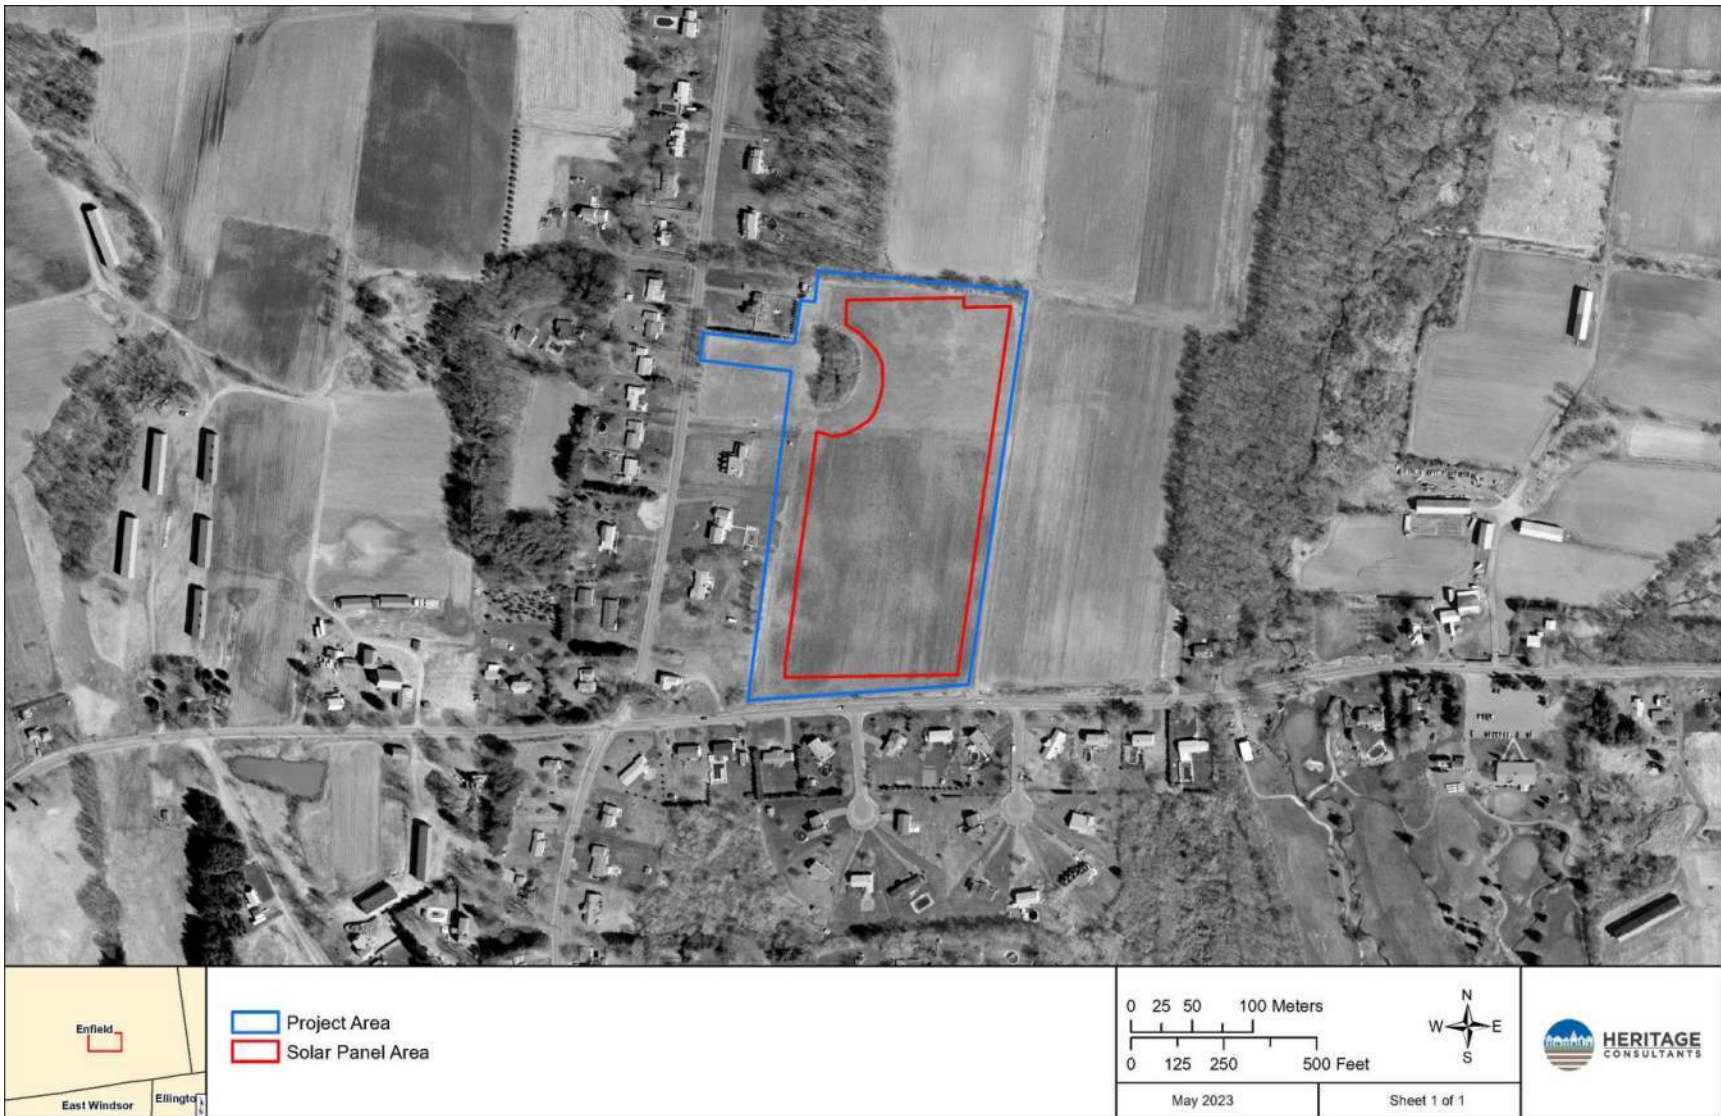 Enfield
East Windsor
Ellingto
Project Area
Solar Panel Area
0 25 50 100 Meters
0 125 250 500 Feet
N
W E
S
May 2023
Sheet 1 of 1
HERITAGE
CONSULTANTS